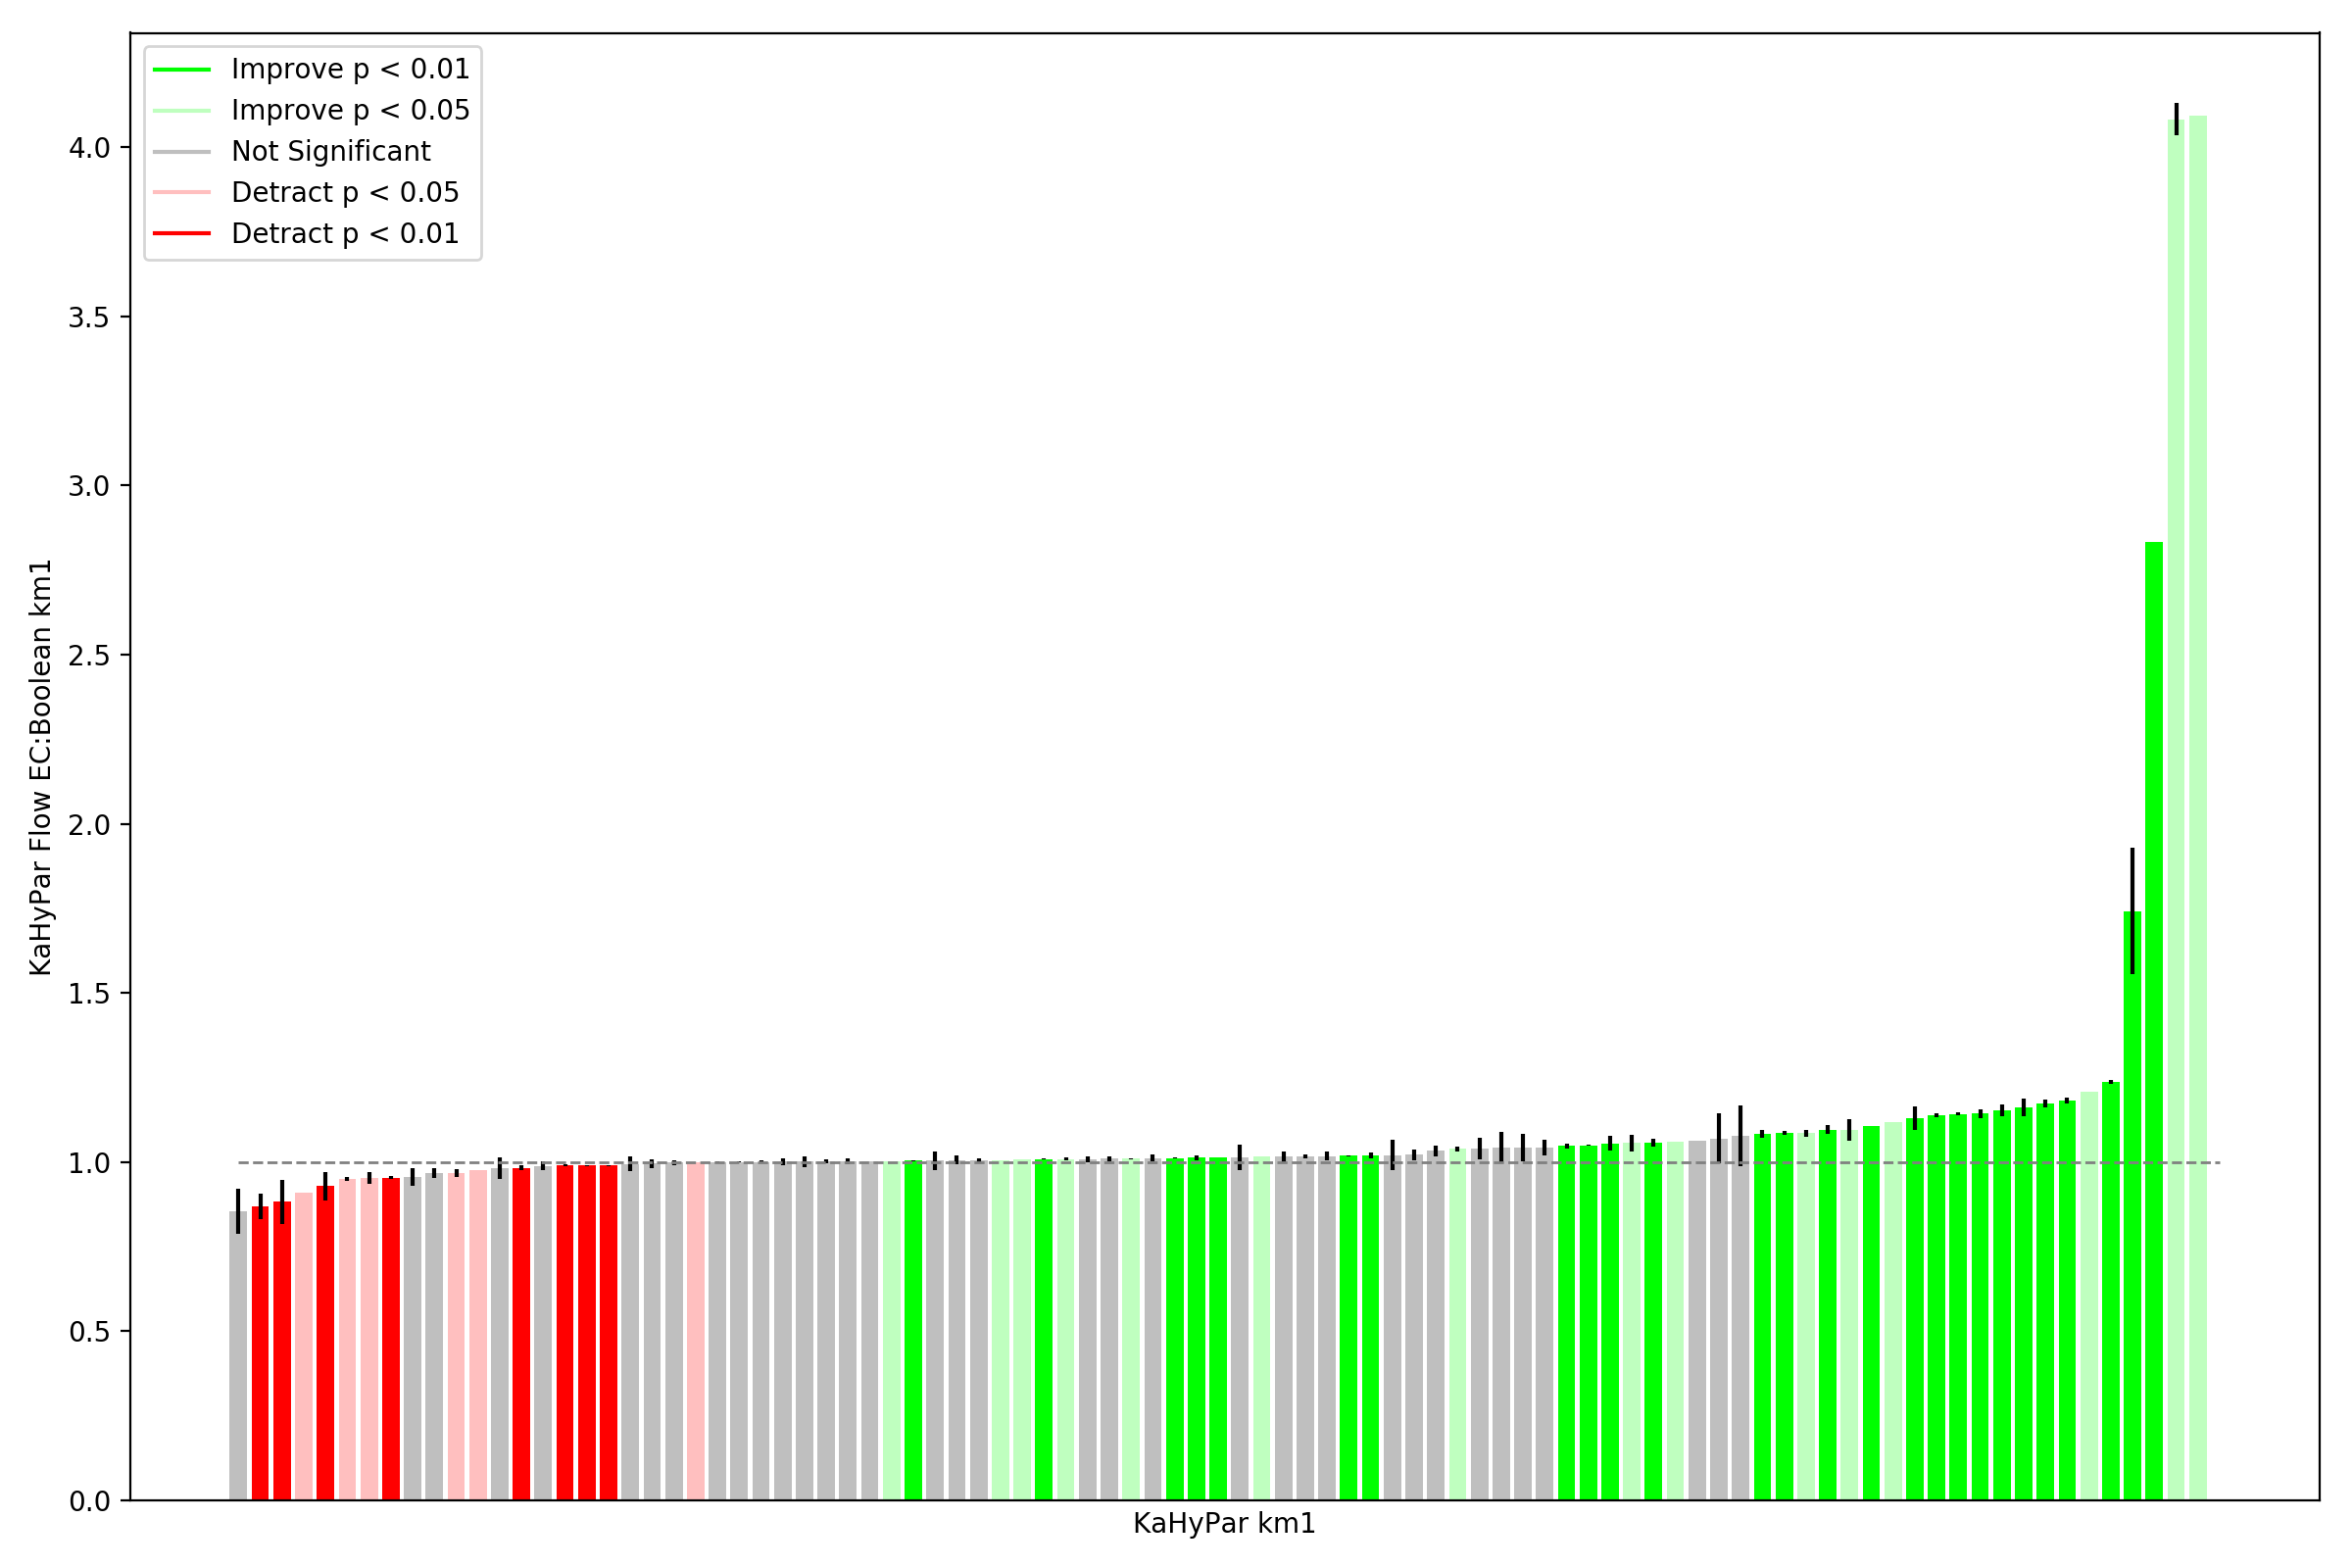 Improve p < 0.01
Improve p < 0.05
Not Significant
Detract p < 0.05
Detract p < 0.01
4.0
3.5
3.0
2.5
2.0
1.5
1.0
0.5
0.0
KaHyPar Flow EC:Boolean km1
KaHyPar km1